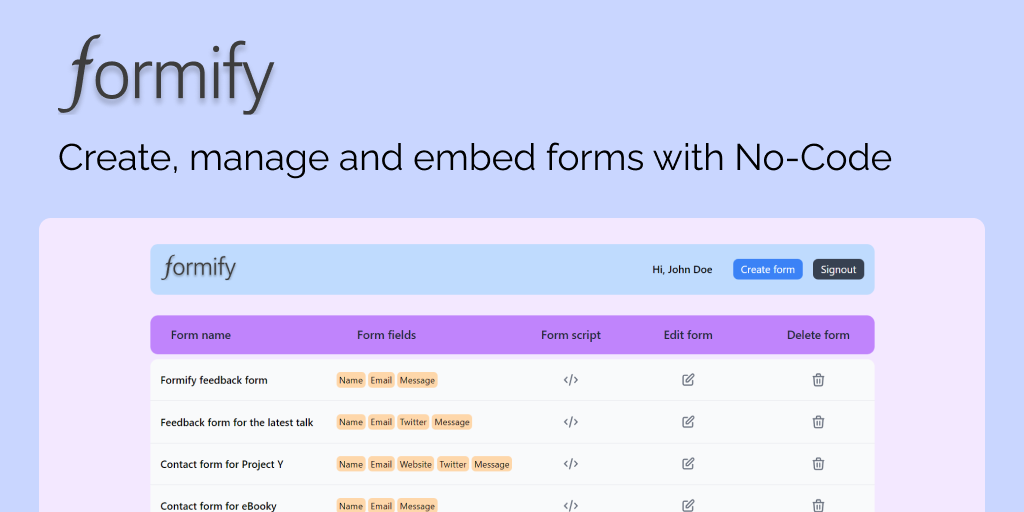 formify
Create, manage and embed forms with No-Code
formify Hi, John Doe Create form Signout
Form name Form fields Form script Edit form Delete form
Formify feedback form Name Email Message </>
Feedback form for the latest talk Name Email Twitter Message </>
Contact form for Project Y Name Email Website Twitter Message </>
Contact form for eBooky Name Email Message </>